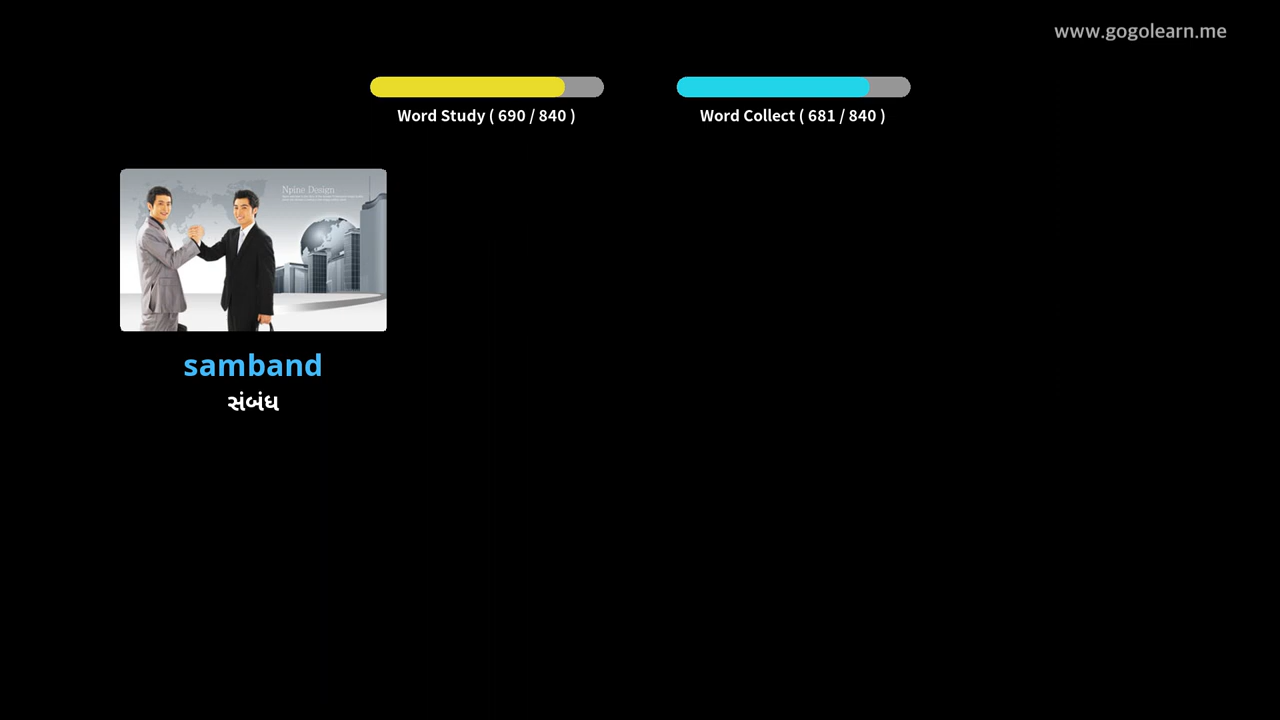 www.gogolearn.me
Word Study ( 690 / 840 )
Word Collect ( 681 / 840 )
Npine Design
samband
સંબંધ